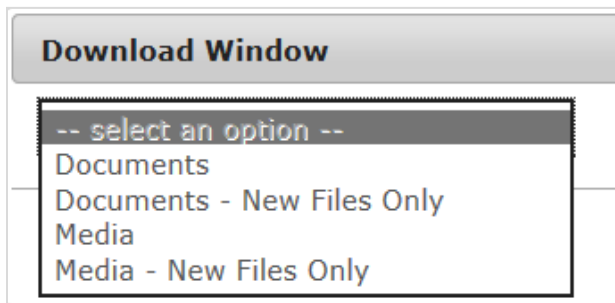 Download Window
-- select an option --
Documents
Documents - New Files Only
Media
Media - New Files Only